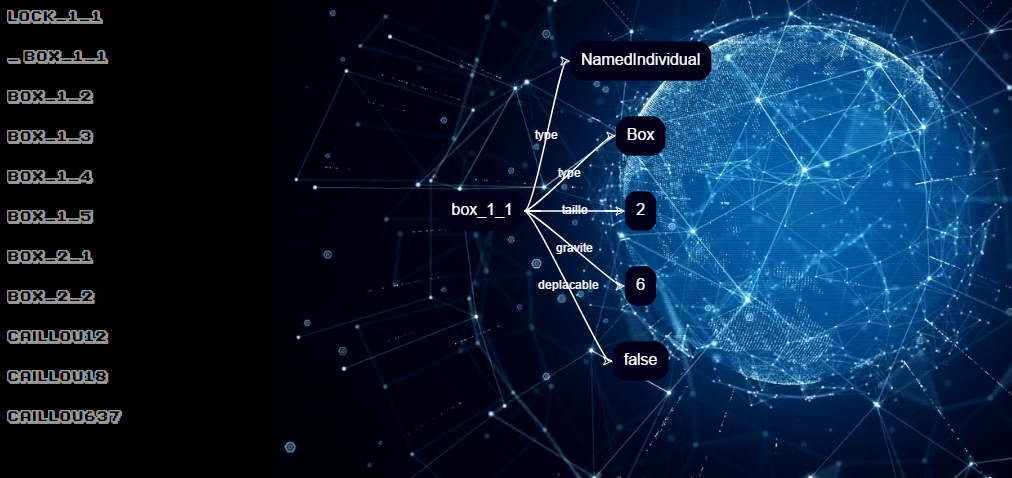 LOCK_1_1
_ BOX_1_1
BOX_1_2
BOX_1_3
BOX_1_4
BOX_1_5
BOX_2_1
BOX_2_2
CAILLOU12
CAILLOU18
CAILLOU637
NamedIndividual
type
Box
type
box_1_1
taille
2
gravite
6
deplacable
false